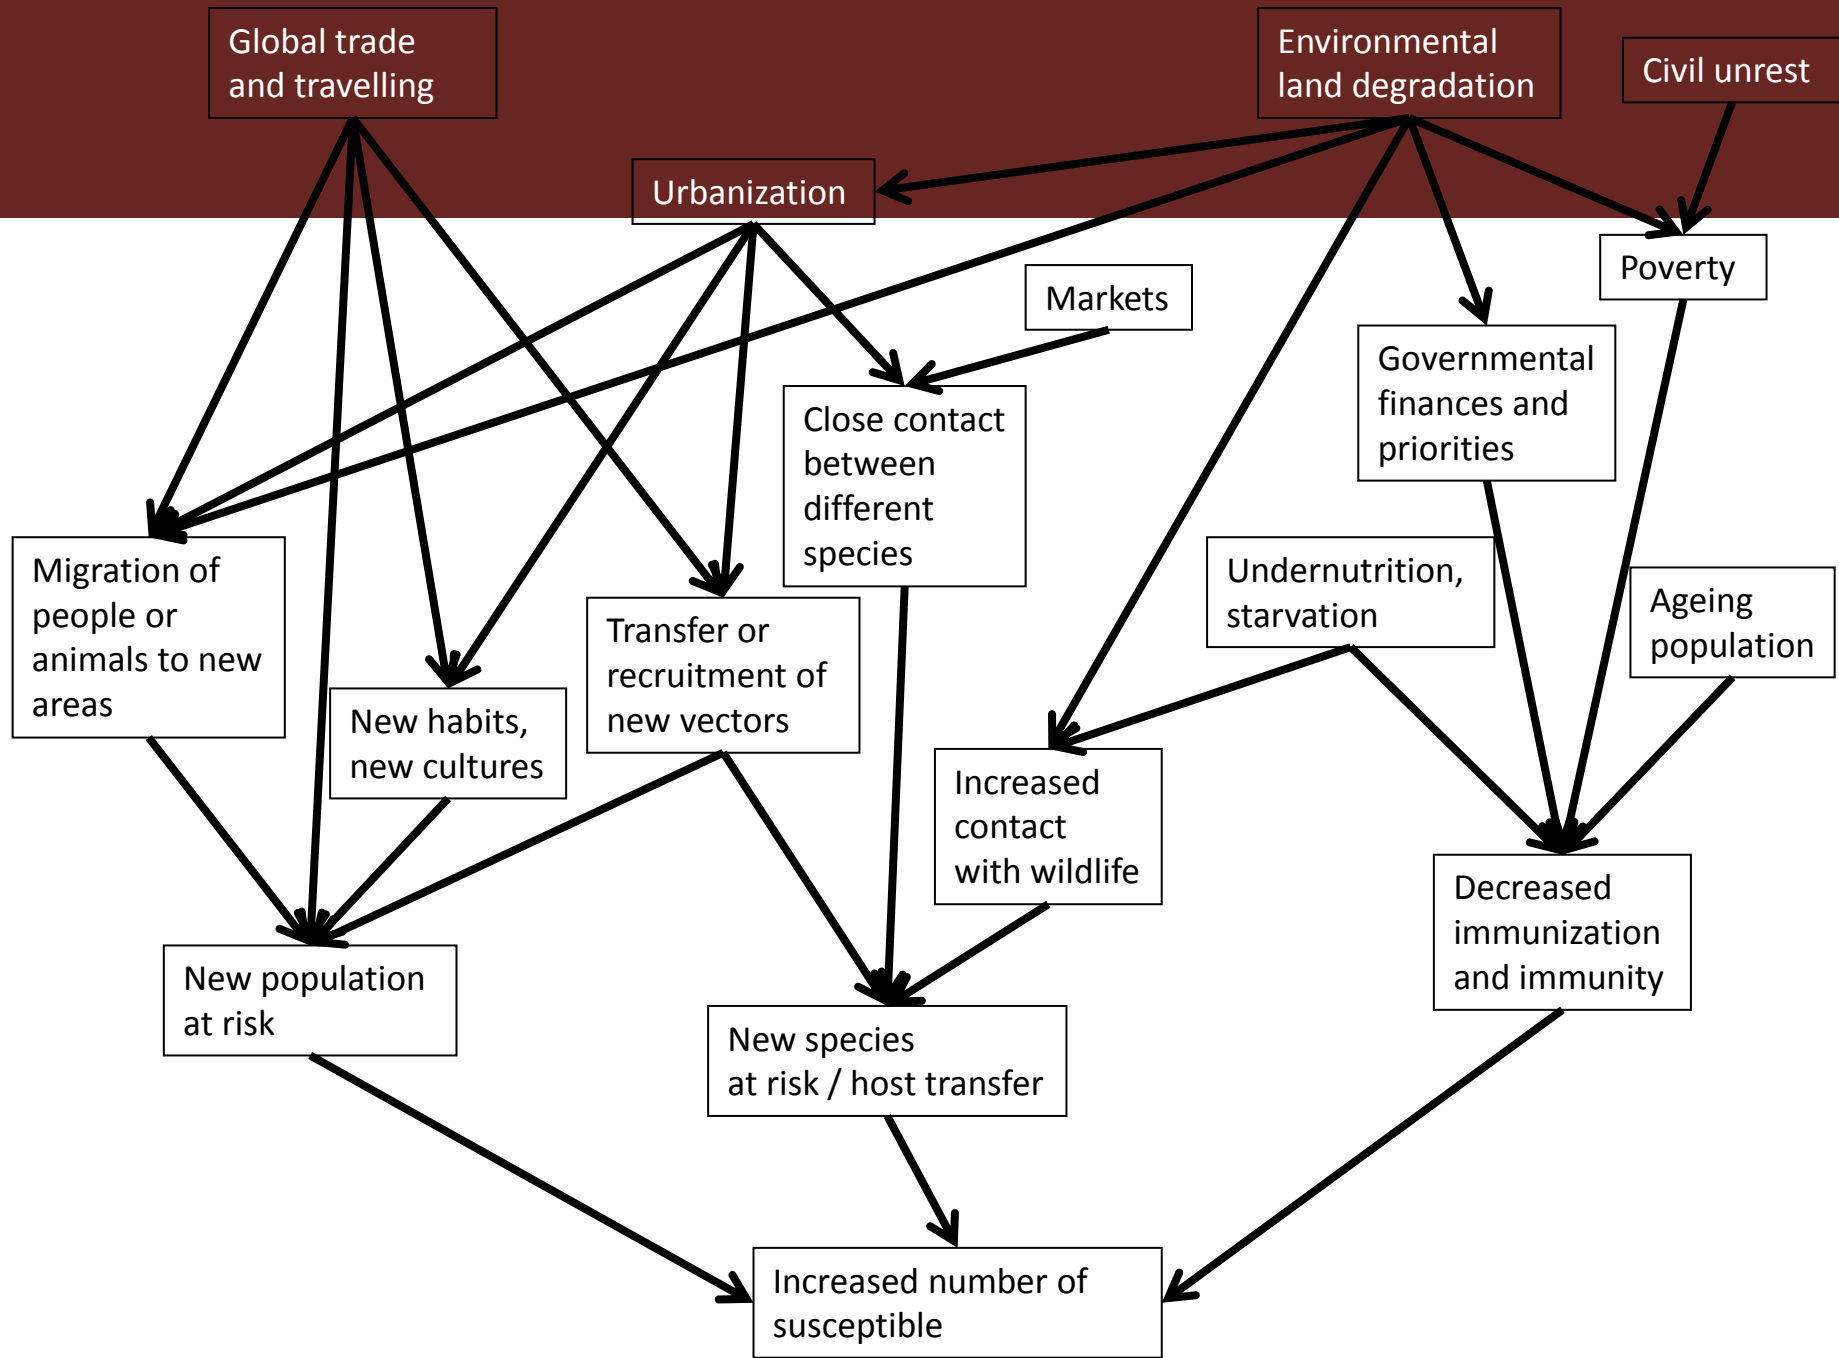 Global trade
and travelling
Environmental
land degradation
Civil unrest
Urbanization
Poverty
Markets
Governmental
finances and
priorities
Close contact
between
different
species
Migration of
people or
animals to new
areas
Undernutrition,
starvation
Ageing
population
Transfer or
recruitment of
new vectors
New habits,
new cultures
Increased
contact
with wildlife
Decreased
immunization
and immunity
New population
at risk
New species
at risk / host transfer
Increased number of
susceptible